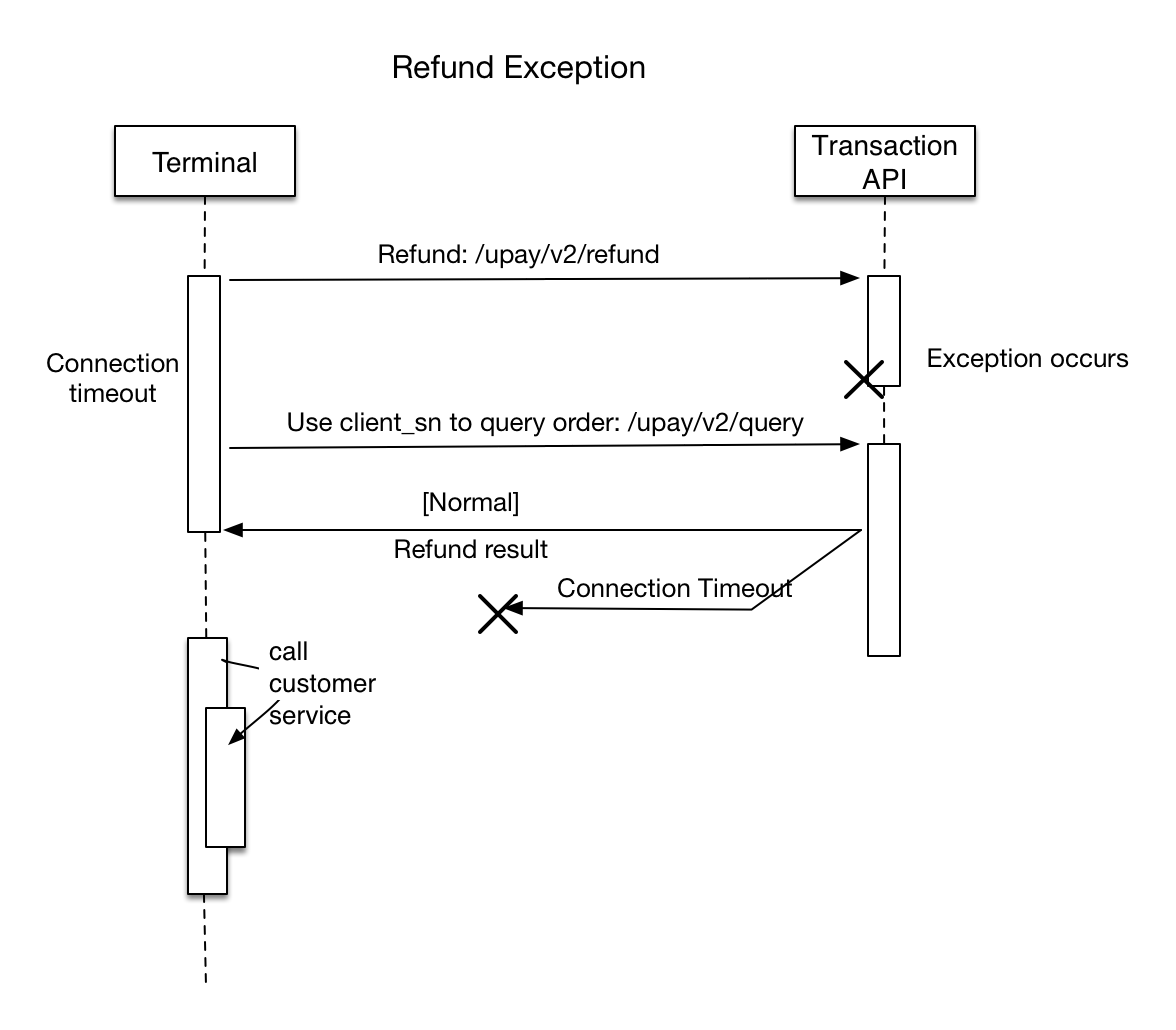 Refund Exception
Terminal
Transaction
API
Refund: /upay/v2/refund
Connection
timeout
Exception occurs
Use client_sn to query order: /upay/v2/query
[Normal]
Refund result
Connection Timeout
call
customer
service